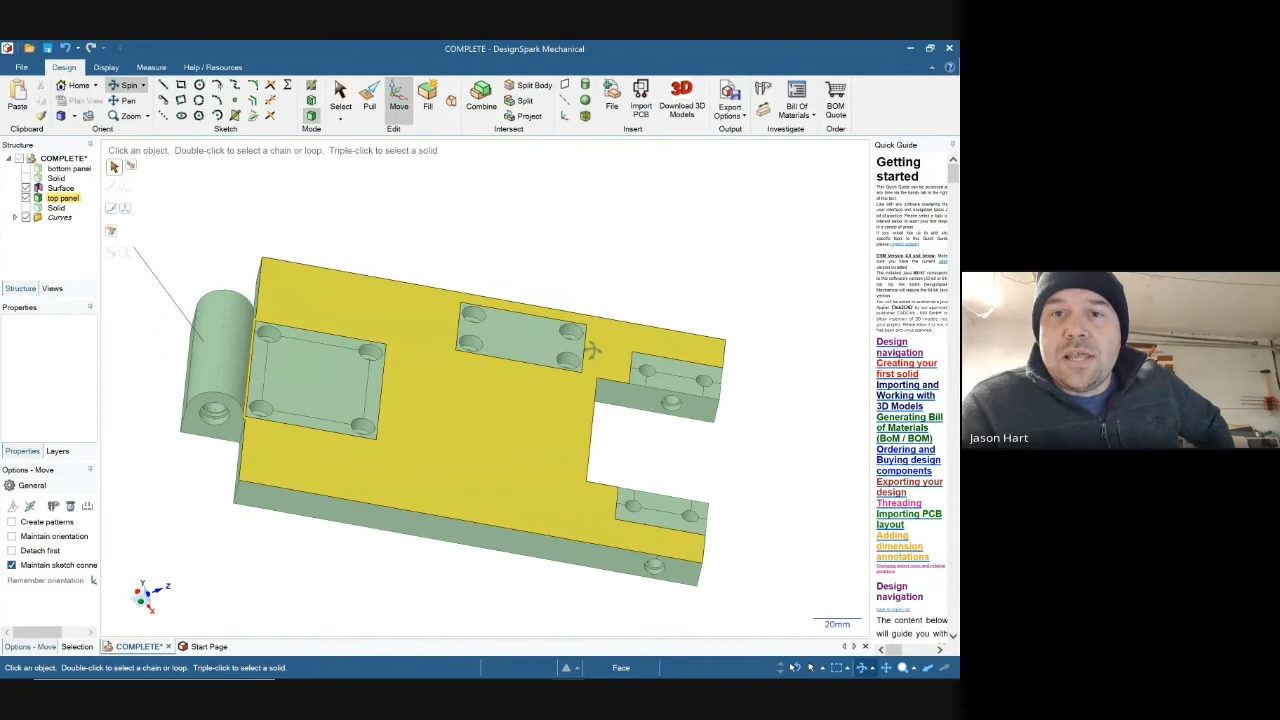 COMPLETE - DesignSpark Mechanical
File Design Display Measure Help / Resources
Home Spin
Plan View Pan
Zoom
Paste
Select Pull Move Fill
Combine Split Body
Split
Project
File Import PCB Download 3D Models
Export Options
Bill Of Materials
BOM Quote
Clipboard Orient Sketch Mode Edit Intersect Insert Output Investigate Order
Structure
COMPLETE*
bottom panel
Solid
Surface
top panel
Solid
Curves
Structure Views
Properties
Properties Layers
Options - Move
General
Create patterns
Maintain orientation
Detach first
Maintain sketch conne
Remember orientation
Options - Move Selection
Click an object. Double-click to select a chain or loop. Triple-click to select a solid.
Y
Z
X
20mm
COMPLETE* Start Page
Click an object. Double-click to select a chain or loop. Triple-click to select a solid.
Face
Quick Guide
Getting
started
Design
navigation
Creating your
first solid
Importing and
Working with
3D Models
Generating Bill
of Materials
(BoM / BOM)
Ordering and
Buying design
components
Exporting your
design
Threading
Importing PCB
layout
Adding
dimension
annotations
Design
navigation
The content below
will guide you with
Jason Hart